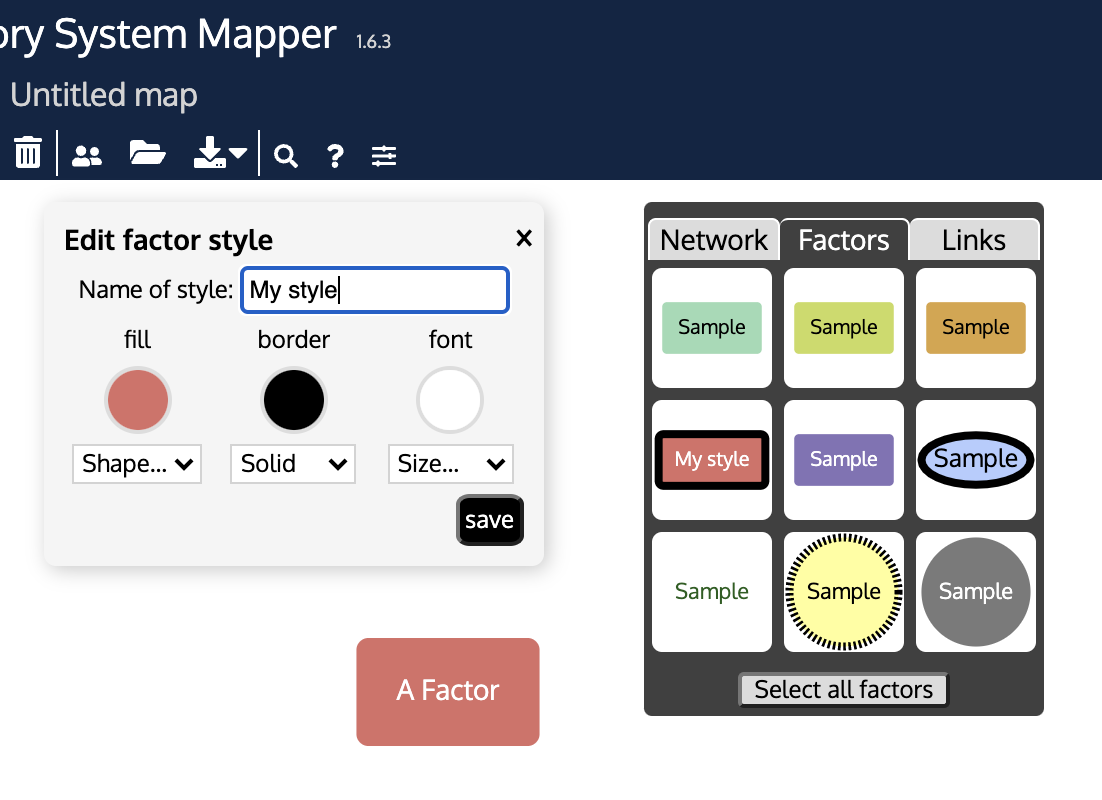 ory System Mapper 1.6.3
Untitled map
Edit factor style
Name of style: My style
fill border font
Shape... Solid Size...
save
A Factor
Network Factors Links
Sample Sample Sample
My style Sample Sample
Sample Sample Sample
Select all factors